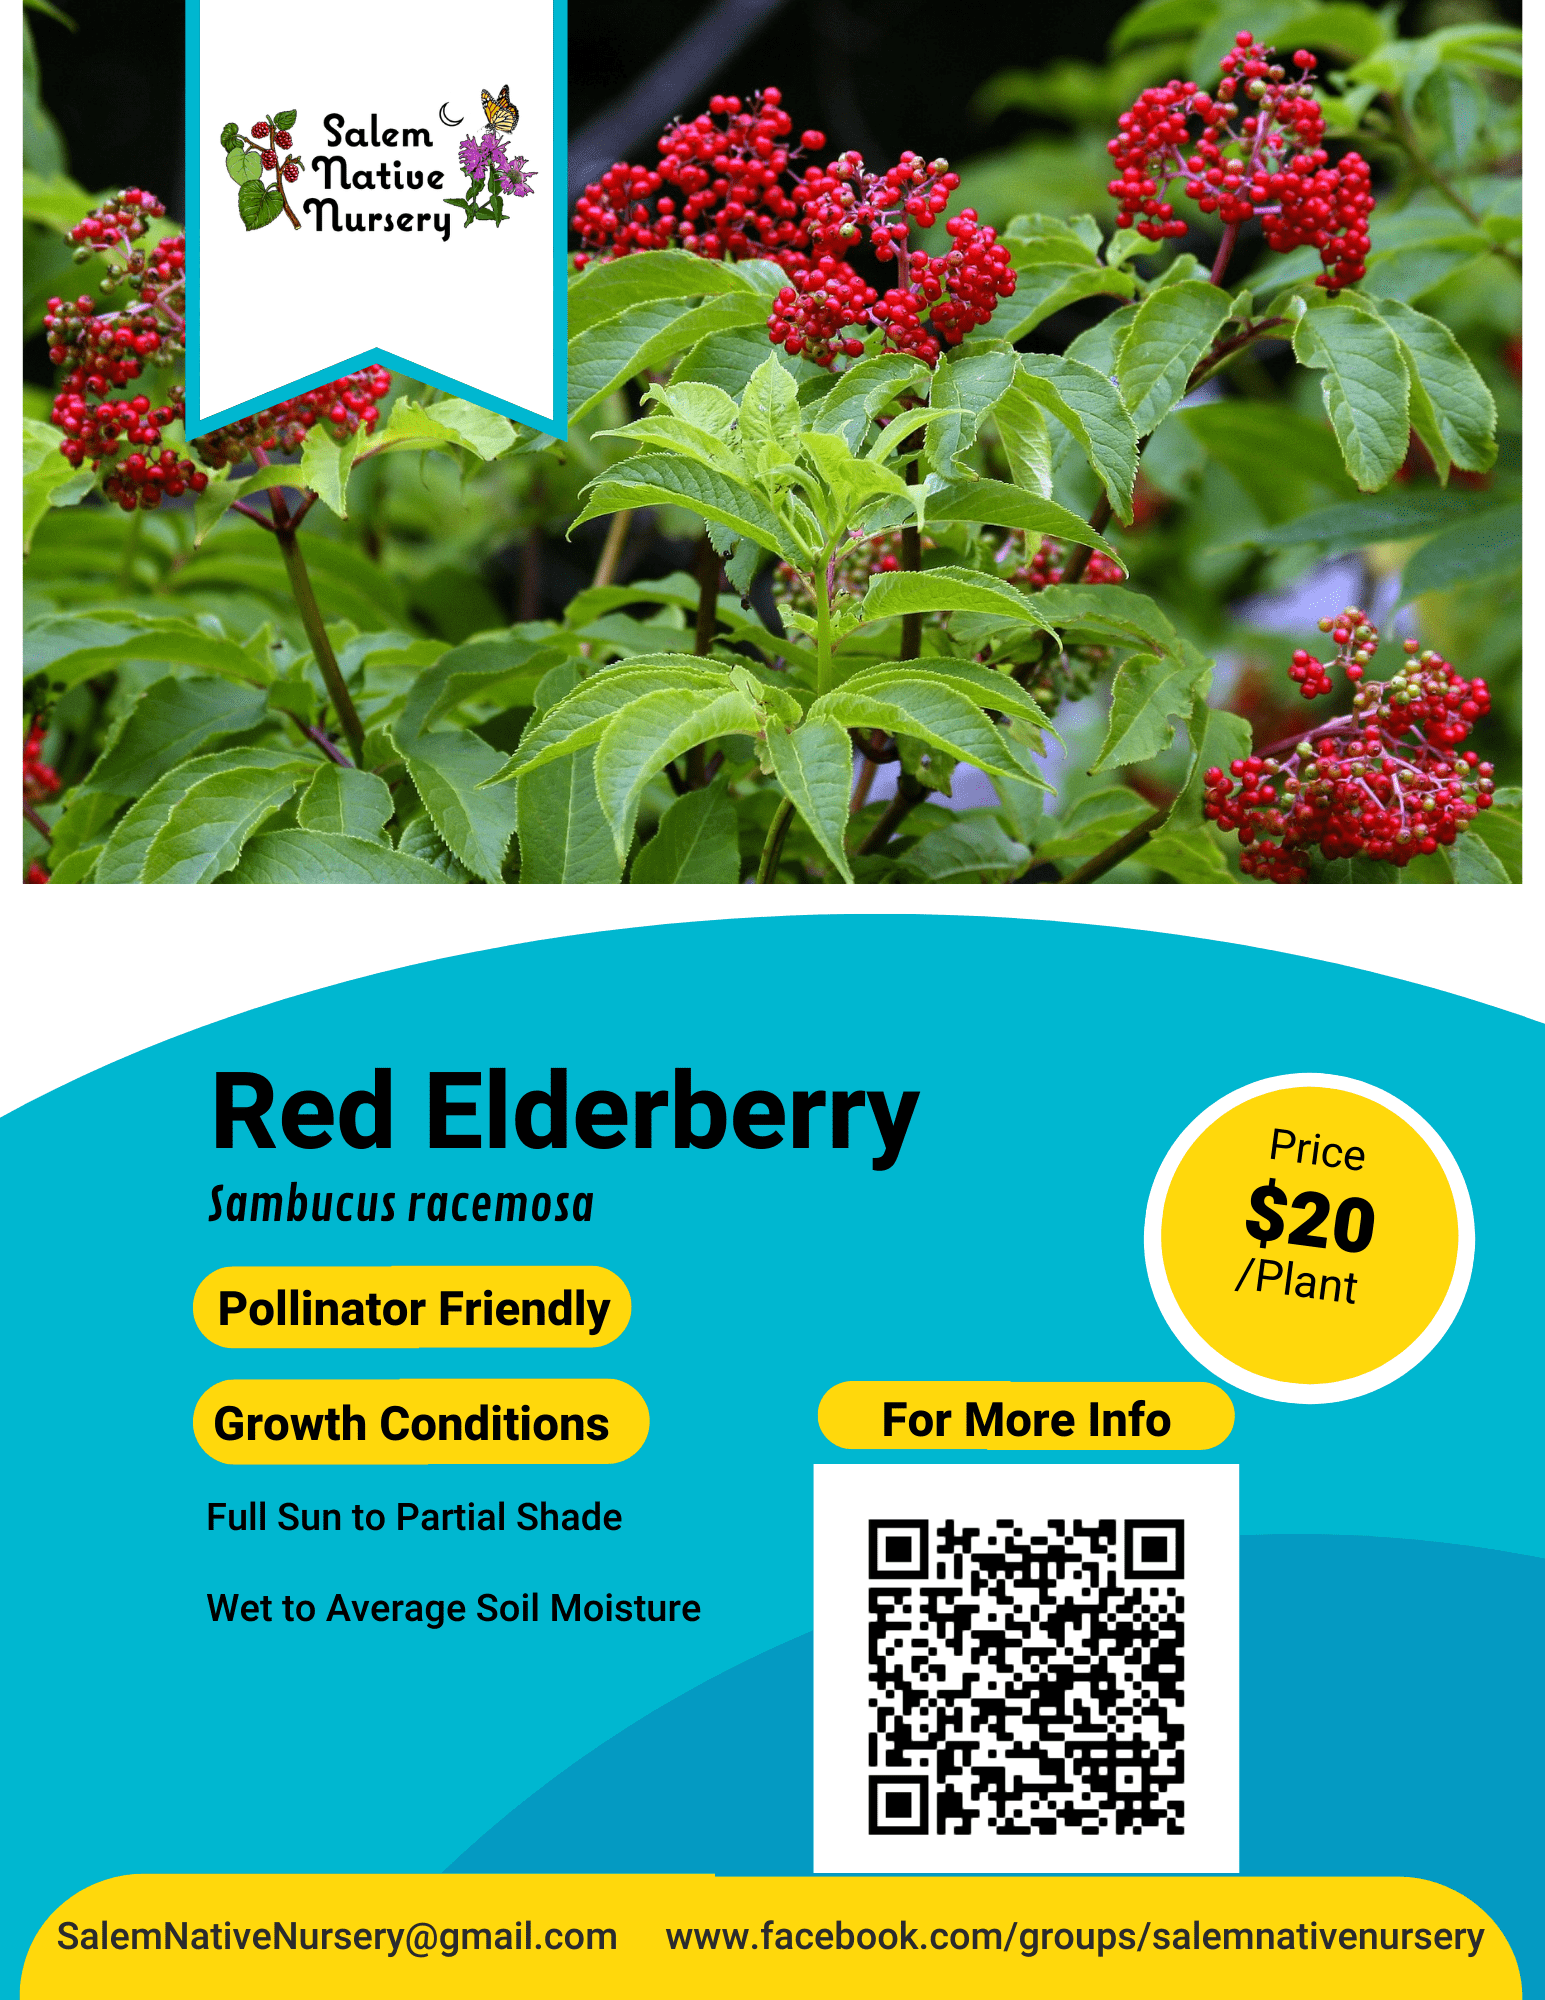 Salem
Native
Nursery
Red Elderberry
Sambucus racemosa
Price
$20
/Plant
Pollinator Friendly
Growth Conditions
For More Info
Full Sun to Partial Shade
Wet to Average Soil Moisture
SalemNativeNursery@gmail.com www.facebook.com/groups/salemnativenursery